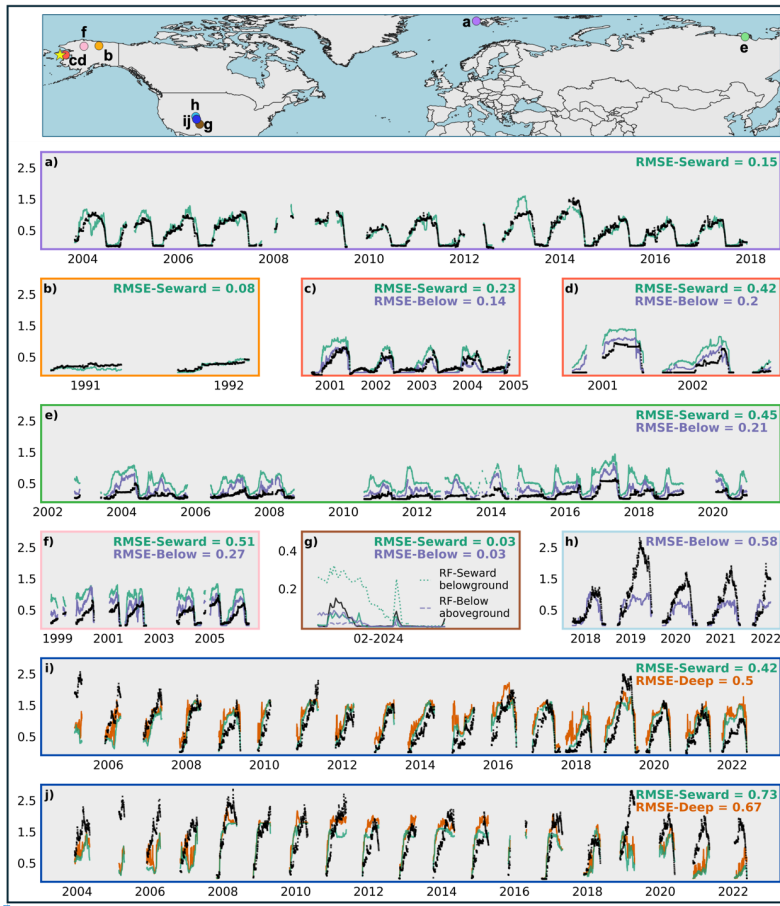 a
f
e
cd
b
h
ij
g
a)
RMSE-Seward = 0.15
2.5
1.5
0.5
2004
2006
2008
2010
2012
2014
2016
2018
b)
RMSE-Seward = 0.08
c)
RMSE-Seward = 0.23
RMSE-Below = 0.14
d)
RMSE-Seward = 0.42
RMSE-Below = 0.2
2.5
1.5
0.5
1991
1992
2001
2002
2003
2004
2005
2001
2002
e)
RMSE-Seward = 0.45
RMSE-Below = 0.21
2.5
1.5
0.5
2002
2004
2006
2008
2010
2012
2014
2016
2018
2020
f)
RMSE-Seward = 0.51
RMSE-Below = 0.27
g)
RMSE-Seward = 0.03
RMSE-Below = 0.03
h)
RMSE-Below = 0.58
2.5
1.5
0.5
0.4
0.2
RF-Seward
belowground
RF-Below
aboveground
2.5
1.5
0.5
1999
2001
2003
2005
02-2024
2018
2019
2020
2021
2022
i)
RMSE-Seward = 0.42
RMSE-Deep = 0.5
2.5
1.5
0.5
2006
2008
2010
2012
2014
2016
2018
2020
2022
j)
RMSE-Seward = 0.73
RMSE-Deep = 0.67
2.5
1.5
0.5
2004
2006
2008
2010
2012
2014
2016
2018
2020
2022